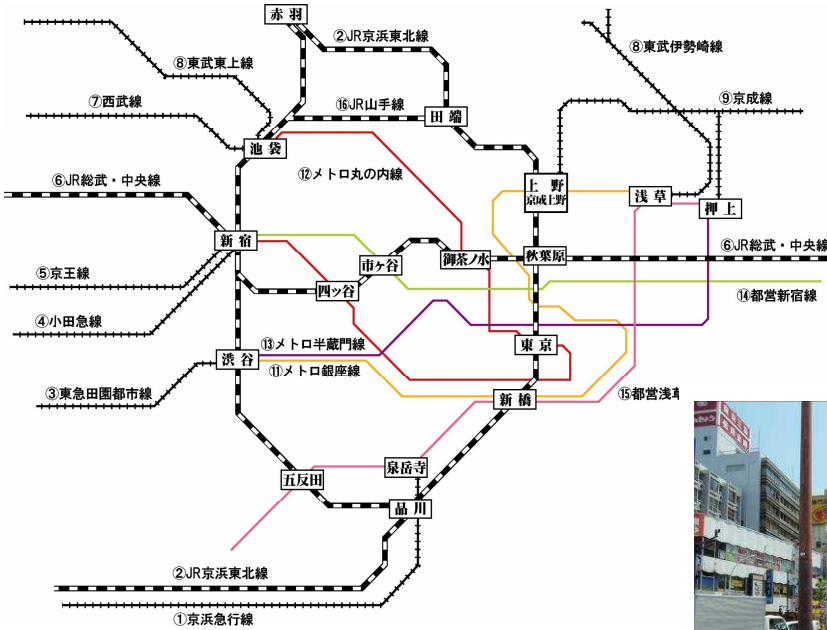 赤羽
②JR京浜東北線
⑧東武伊勢崎線
⑧東武東上線
⑦西武線
⑯JR山手線
田端
⑨京成線
池袋
⑫メトロ丸の内線
⑥JR総武・中央線
上野
京成上野
浅草
押上
新宿
市ヶ谷
御茶ノ水
秋葉原
⑥JR総武・中央線
⑤京王線
四ッ谷
⑭都営新宿線
④小田急線
⑬メトロ半蔵門線
東京
渋谷
⑪メトロ銀座線
③東急田園都市線
新橋
⑮都営浅草
泉岳寺
五反田
品川
②JR京浜東北線
①京浜急行線